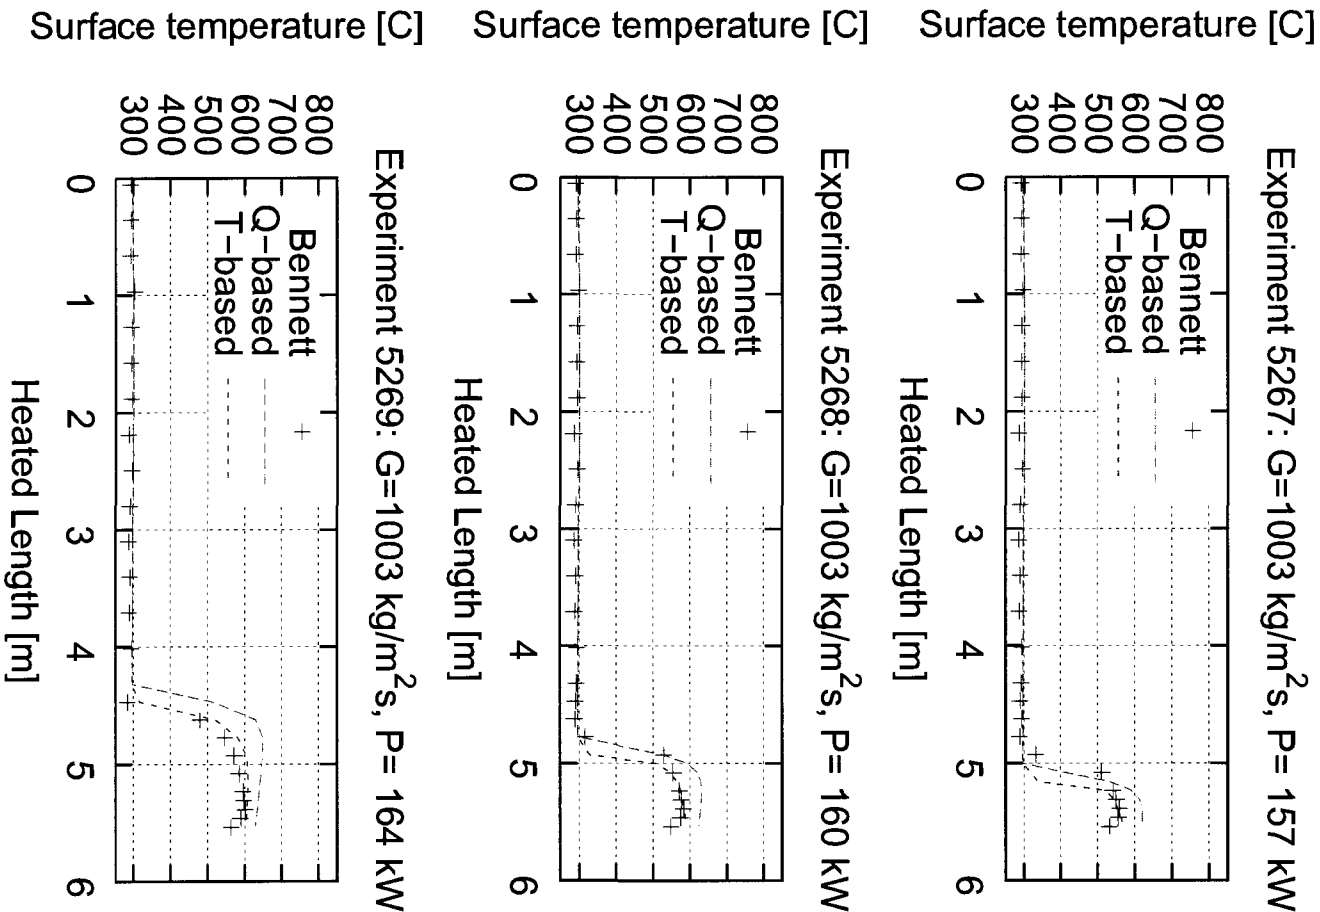 Experiment 5267: G=1003 kg/m²s, P= 157 kW
Surface temperature [C]
800
700
600
500
400
300
Bennett
Q−based
T−based
0 1 2 3 4 5 6
Heated Length [m]
Experiment 5268: G=1003 kg/m²s, P= 160 kW
Surface temperature [C]
800
700
600
500
400
300
Bennett
Q−based
T−based
0 1 2 3 4 5 6
Heated Length [m]
Experiment 5269: G=1003 kg/m²s, P= 164 kW
Surface temperature [C]
800
700
600
500
400
300
Bennett
Q−based
T−based
0 1 2 3 4 5 6
Heated Length [m]